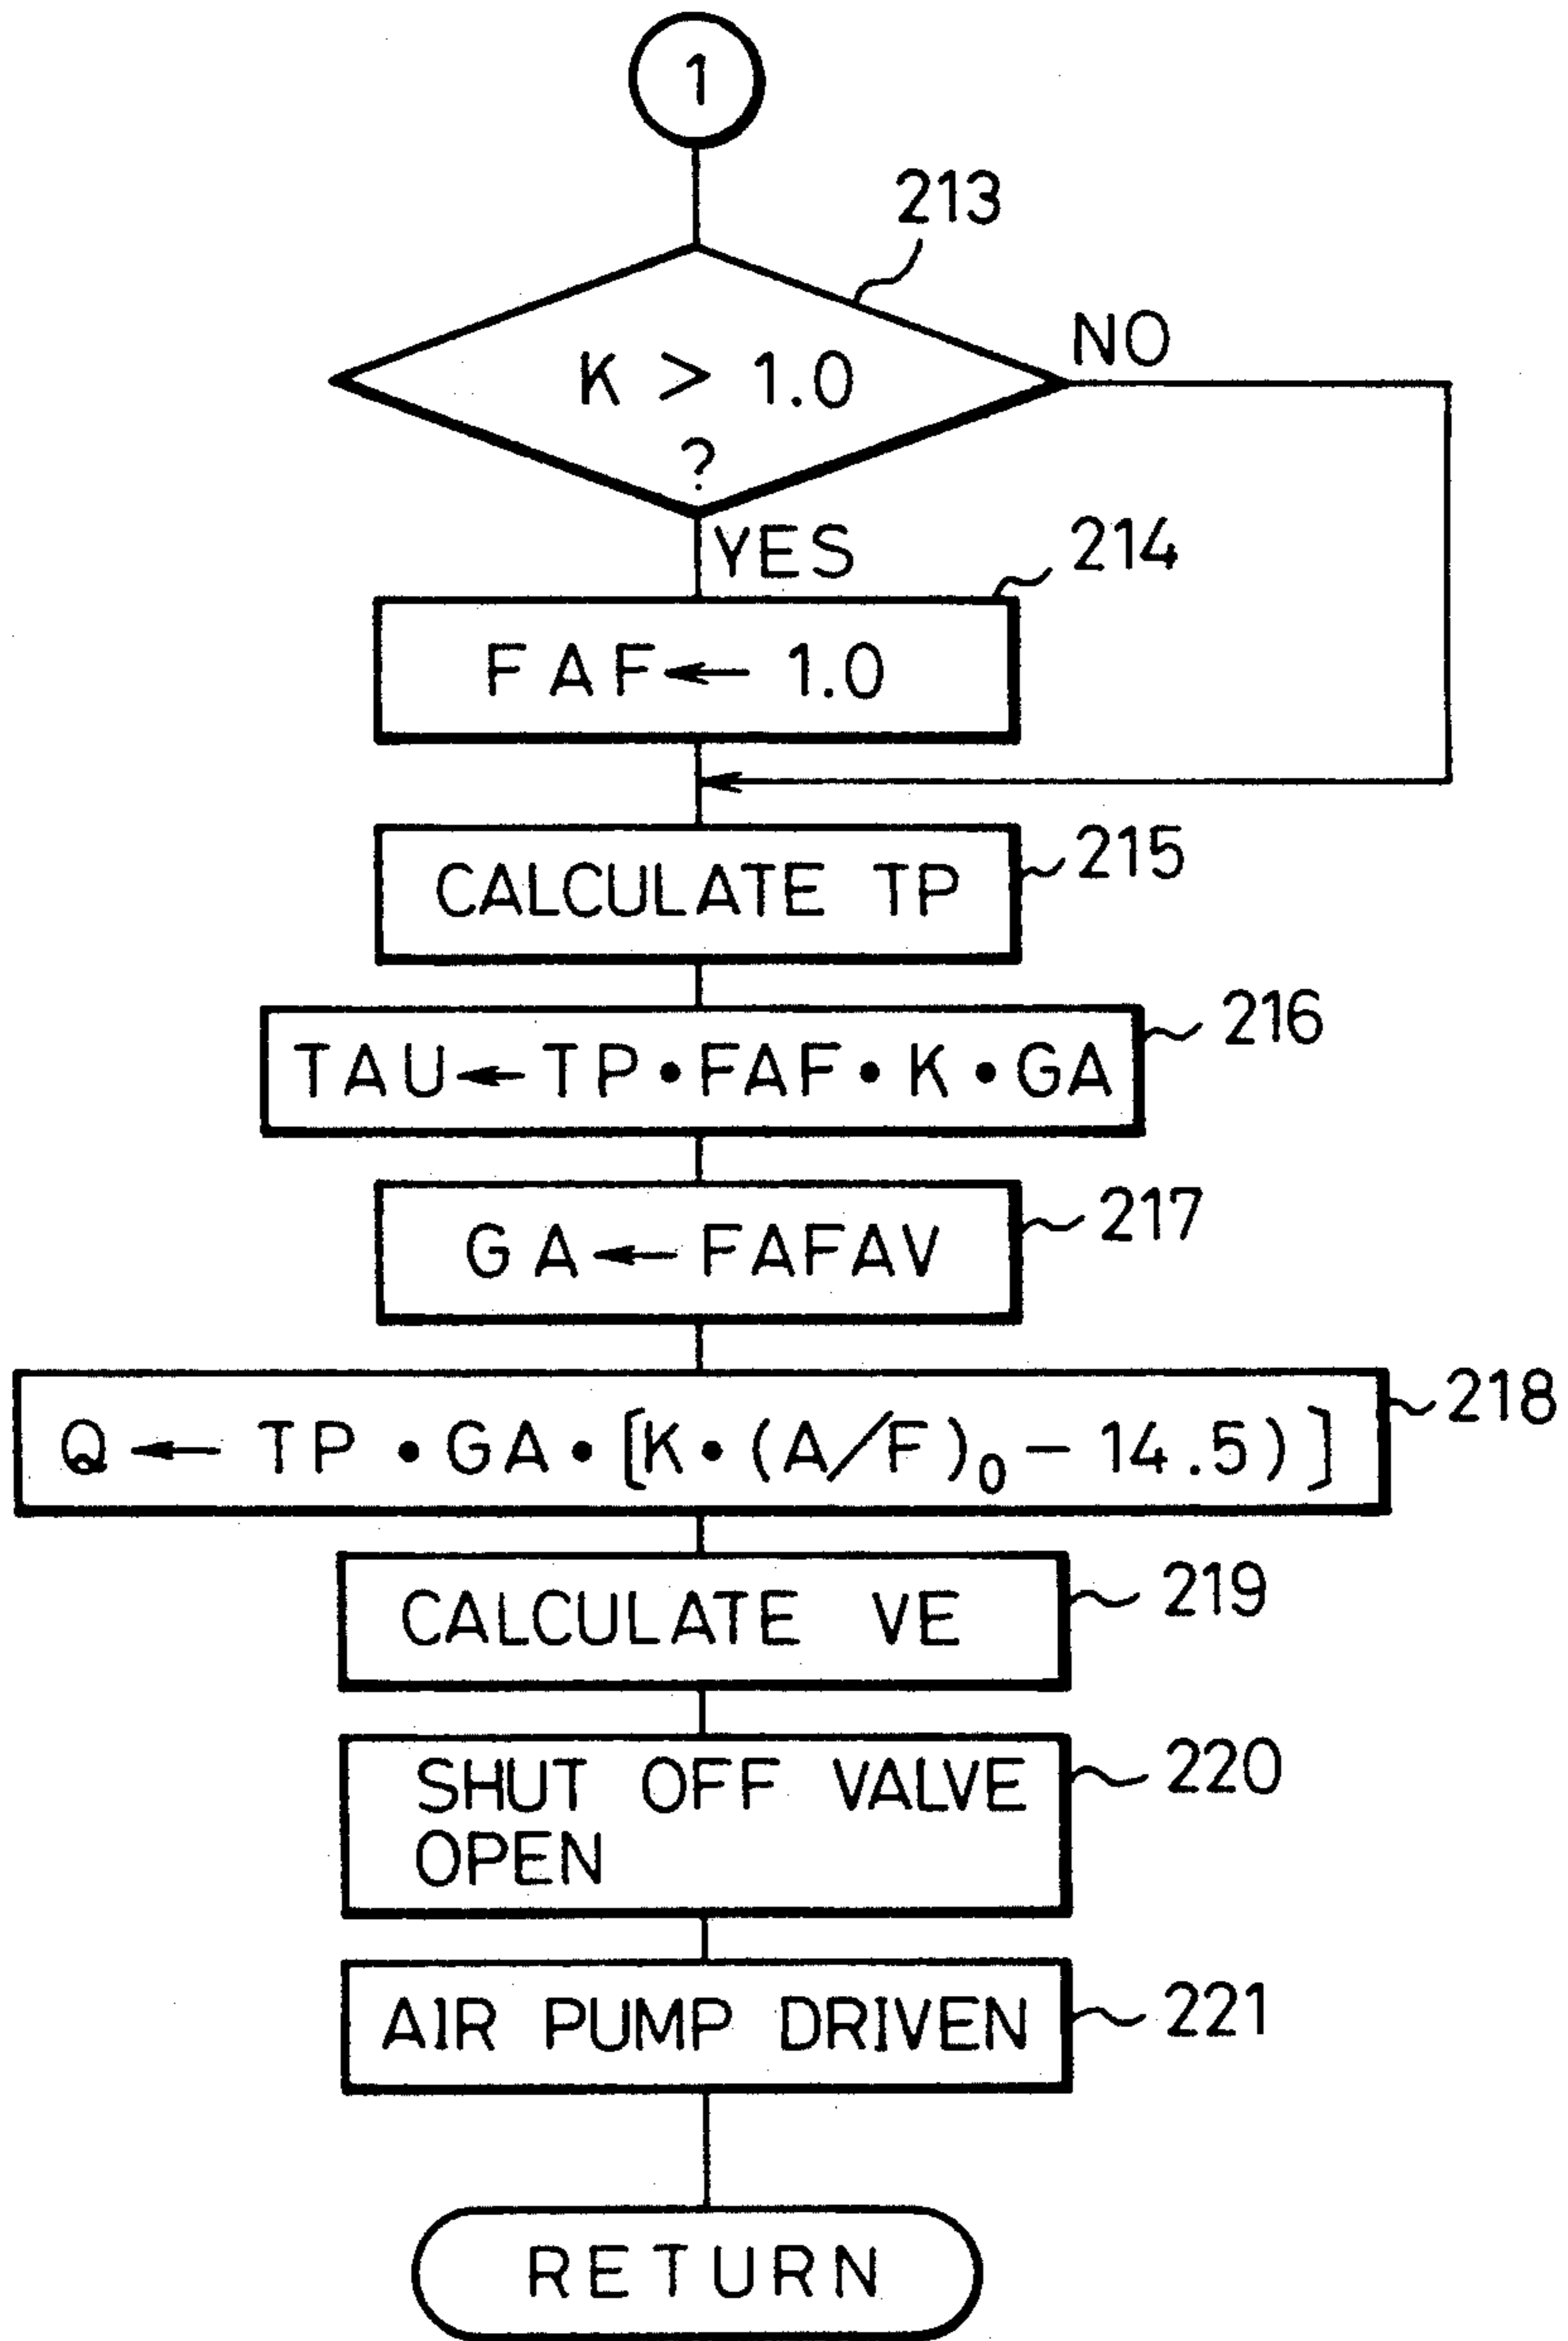 1
213
K > 1.0
?
NO
YES
214
FAF ← 1.0
CALCULATE TP
215
TAU ← TP • FAF • K • GA
216
GA ← FAFAV
217
Q ← TP • GA • [K • (A/F)₀ − 14.5)]
218
CALCULATE VE
219
SHUT OFF VALVE
OPEN
220
AIR PUMP DRIVEN
221
RETURN